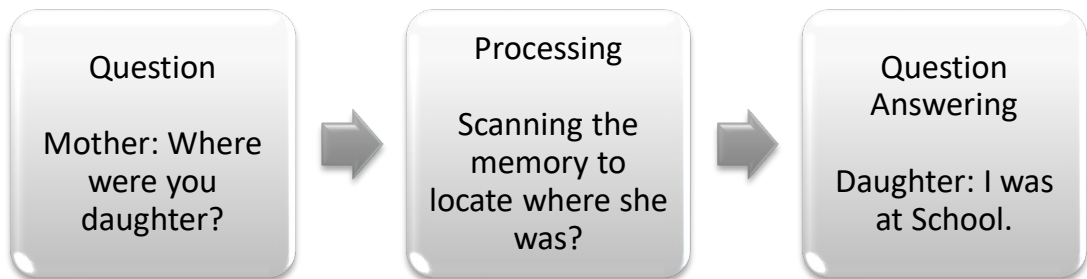 Question
Mother: Where
were you
daughter?
Processing
Scanning the
memory to
locate where she
was?
Question
Answering
Daughter: I was
at School.